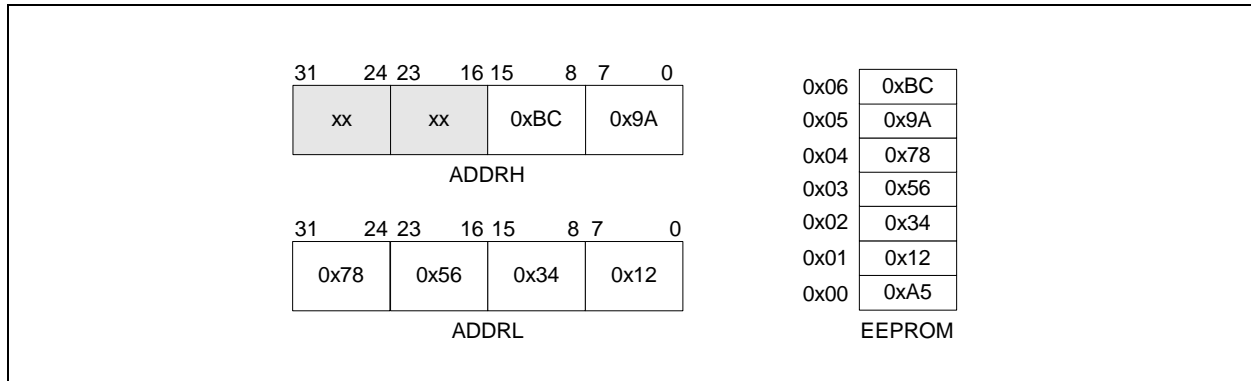 31 24 23 16 15 8 7 0
xx xx 0xBC 0x9A
ADDRH
31 24 23 16 15 8 7 0
0x78 0x56 0x34 0x12
ADDRL
0x06 0xBC
0x05 0x9A
0x04 0x78
0x03 0x56
0x02 0x34
0x01 0x12
0x00 0xA5
EEPROM